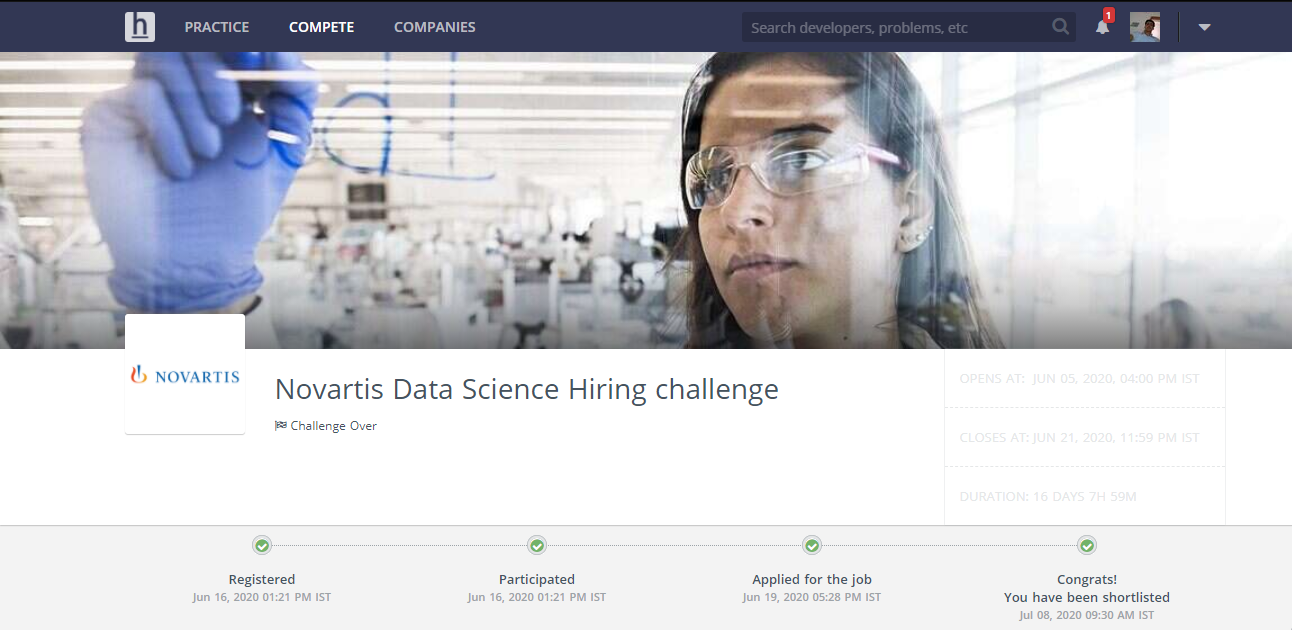 h
PRACTICE COMPETE COMPANIES Search developers, problems, etc 1
NOVARTIS
Novartis Data Science Hiring challenge
Challenge Over
OPENS AT: JUN 05, 2020, 04:00 PM IST
CLOSES AT: JUN 21, 2020, 11:59 PM IST
DURATION: 16 DAYS 7H 59M
Registered
Jun 16, 2020 01:21 PM IST
Participated
Jun 16, 2020 01:21 PM IST
Applied for the job
Jun 19, 2020 05:28 PM IST
Congrats!
You have been shortlisted
Jul 08, 2020 09:30 AM IST